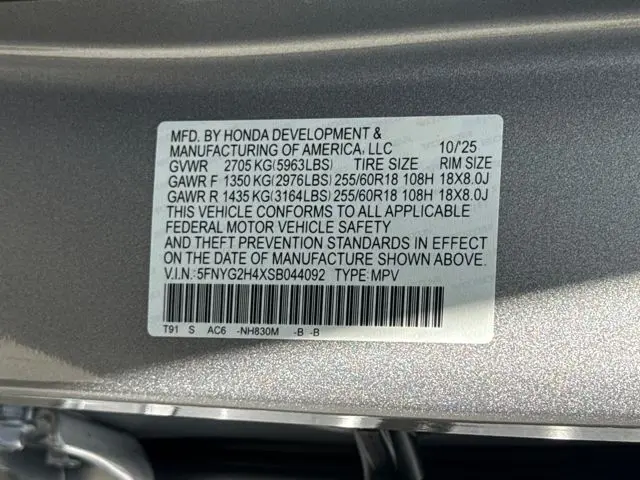 MFD. BY HONDA DEVELOPMENT &
MANUFACTURING OF AMERICA, LLC 10/'25
GVWR 2705 KG(5963LBS) TIRE SIZE RIM SIZE
GAWR F 1350 KG(2976LBS) 255/60R18 108H 18X8.0J
GAWR R 1435 KG(3164LBS) 255/60R18 108H 18X8.0J
THIS VEHICLE CONFORMS TO ALL APPLICABLE
FEDERAL MOTOR VEHICLE SAFETY
AND THEFT PREVENTION STANDARDS IN EFFECT
ON THE DATE OF MANUFACTURE SHOWN ABOVE.
V.I.N.: 5FNYG2H4XSB044092 TYPE: MPV
T91 S AC6 -NH830M -B -B